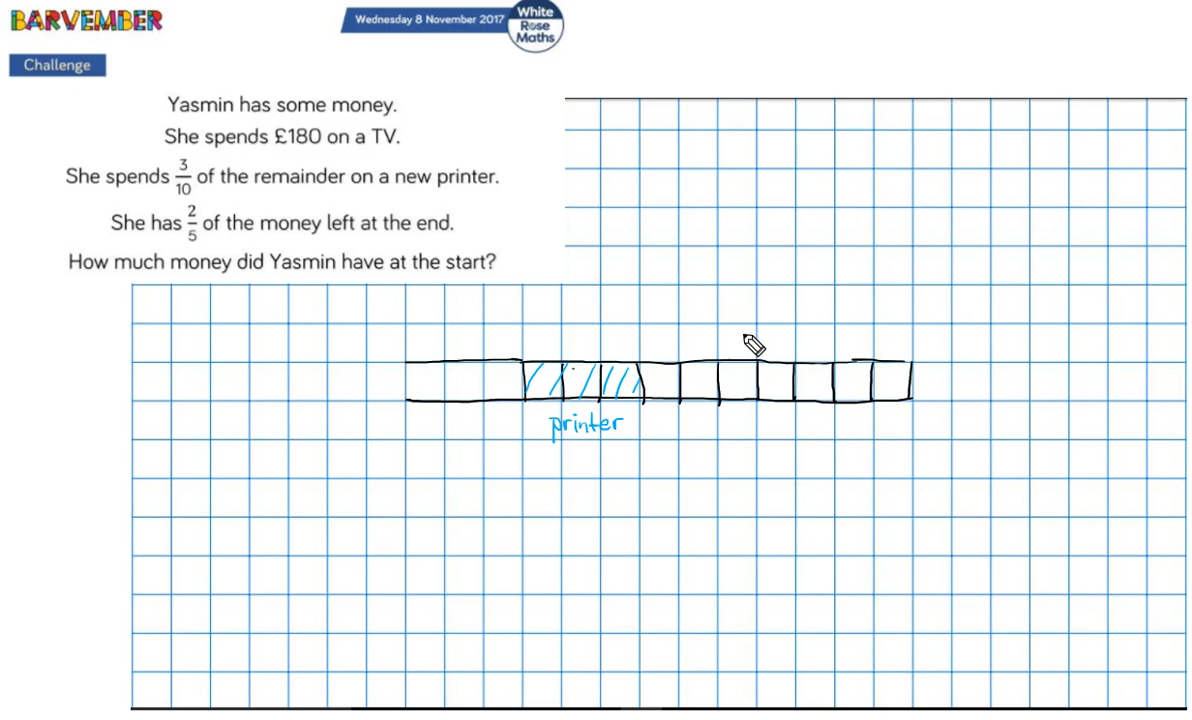 BARVEMBER
Wednesday 8 November 2017
White
Rose
Maths
Challenge
Yasmin has some money.
She spends £180 on a TV.
She spends 3/10 of the remainder on a new printer.
She has 2/5 of the money left at the end.
How much money did Yasmin have at the start?
printer